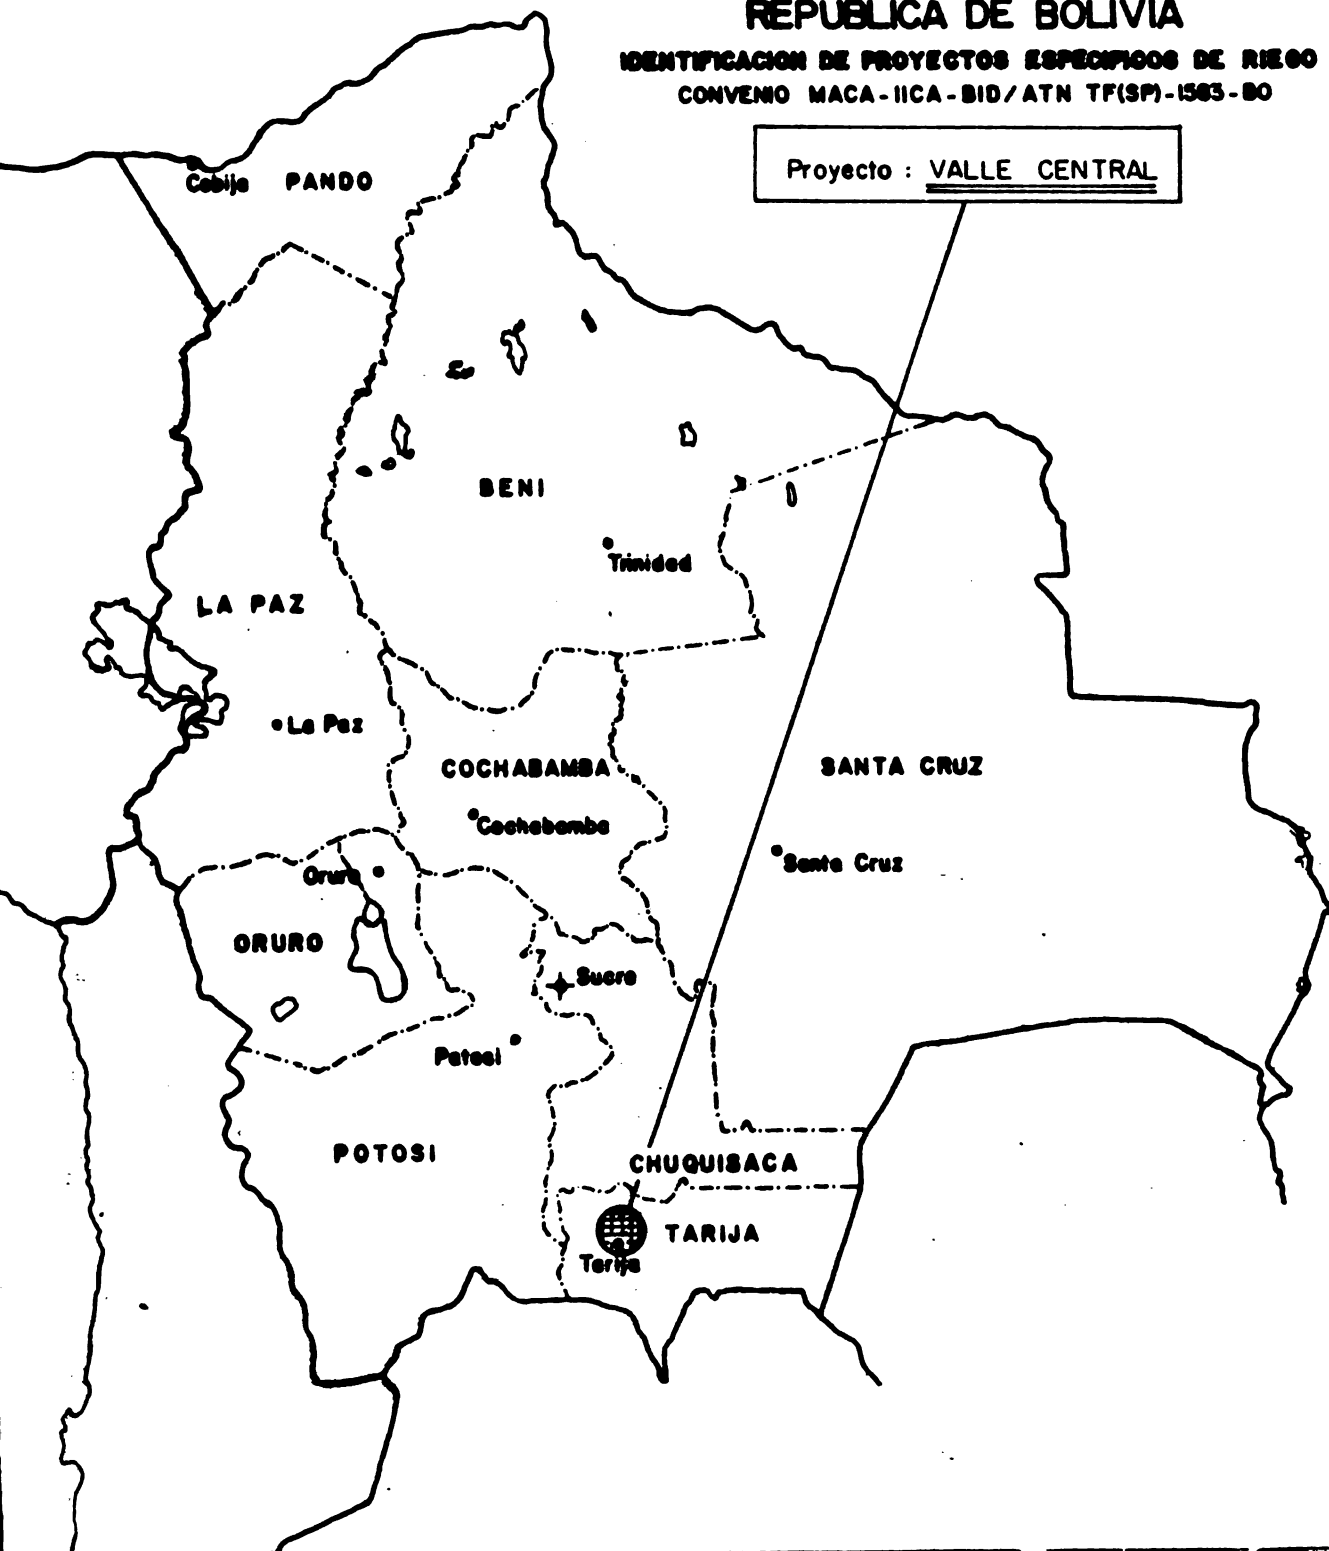 REPUBLICA DE BOLIVIA
IDENTIFICACION DE PROYECTOS ESPECIFICOS DE RIEGO
CONVENIO MACA-IICA-BID/ATN TF(SP)-1583-BO
Proyecto : VALLE CENTRAL
Cobija PANDO
BENI
Trinidad
LA PAZ
La Paz
COCHABAMBA
SANTA CRUZ
Cochabamba
Santa Cruz
Oruro
ORURO
Sucre
Potosi
POTOSI
CHUQUISACA
TARIJA
Tarija